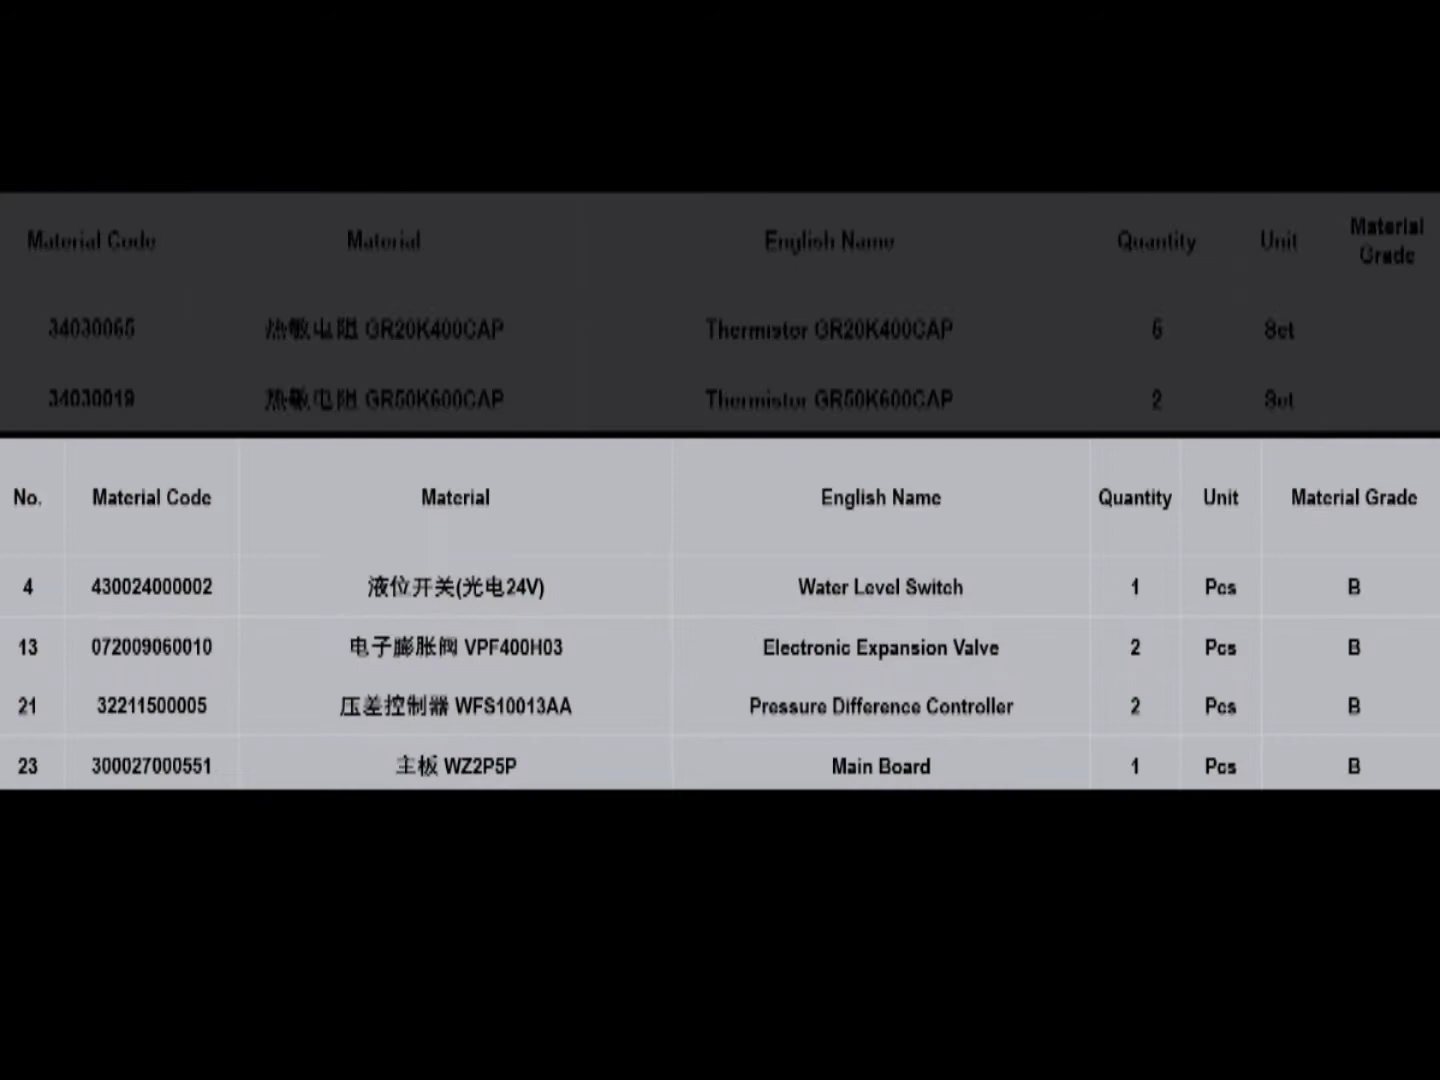 Material Code Material English Name Quantity Unit Material Grade
34030065 热敏电阻 GR20K400CAP Thermistor GR20K400CAP 5 Set
34030019 热敏电阻 GR50K600CAP Thermistor GR50K600CAP 2 Set
No. Material Code Material English Name Quantity Unit Material Grade
4 430024000002 液位开关(光电24V) Water Level Switch 1 Pcs B
13 072009060010 电子膨胀阀 VPF400H03 Electronic Expansion Valve 2 Pcs B
21 32211500005 压差控制器 WFS10013AA Pressure Difference Controller 2 Pcs B
23 300027000551 主板 WZ2P5P Main Board 1 Pcs B